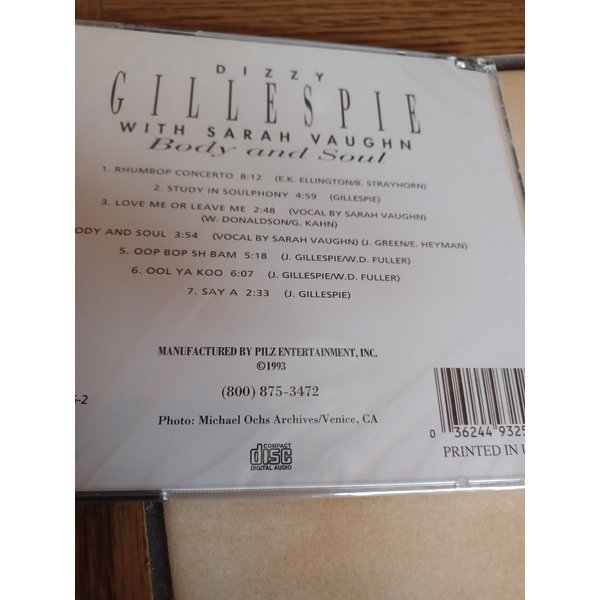 DIZZY
GILLESPIE
WITH SARAH VAUGHN
Body and Soul
1. RHUMBOP CONCERTO 8:12 (E.K. ELLINGTON/B. STRAYHORN)
2. STUDY IN SOULPHONY 4:59 (GILLESPIE)
3. LOVE ME OR LEAVE ME 2:48 (VOCAL BY SARAH VAUGHN)
(W. DONALDSON/G. KAHN)
ODY AND SOUL 3:54 (VOCAL BY SARAH VAUGHN) (J. GREEN/E. HEYMAN)
5. OOP BOP SH BAM 5:18 (J. GILLESPIE/W.D. FULLER)
6. OOL YA KOO 6:07 (J. GILLESPIE/W.D. FULLER)
7. SAY A 2:33 (J. GILLESPIE)
MANUFACTURED BY PILZ ENTERTAINMENT, INC.
©1993
(800) 875-3472
-2
Photo: Michael Ochs Archives/Venice, CA
COMPACT
disc
DIGITAL AUDIO
0 36244 9325
PRINTED IN U